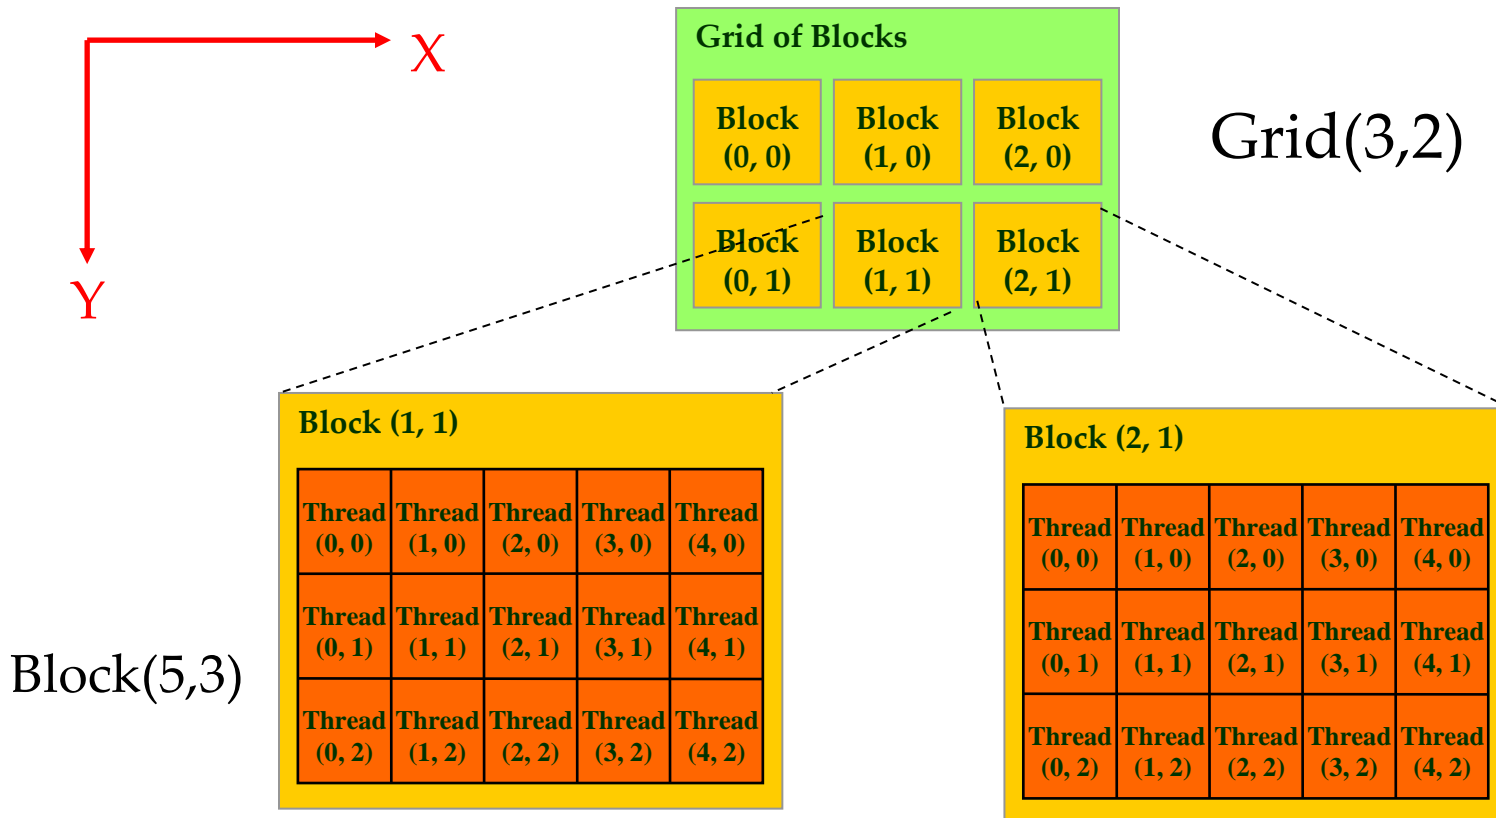 X
Y
Grid of Blocks
Block
(0, 0)
Block
(1, 0)
Block
(2, 0)
Block
(0, 1)
Block
(1, 1)
Block
(2, 1)
Grid(3,2)
Block(5,3)
Block (1, 1)
Thread
(0, 0)
Thread
(1, 0)
Thread
(2, 0)
Thread
(3, 0)
Thread
(4, 0)
Thread
(0, 1)
Thread
(1, 1)
Thread
(2, 1)
Thread
(3, 1)
Thread
(4, 1)
Thread
(0, 2)
Thread
(1, 2)
Thread
(2, 2)
Thread
(3, 2)
Thread
(4, 2)
Block (2, 1)
Thread
(0, 0)
Thread
(1, 0)
Thread
(2, 0)
Thread
(3, 0)
Thread
(4, 0)
Thread
(0, 1)
Thread
(1, 1)
Thread
(2, 1)
Thread
(3, 1)
Thread
(4, 1)
Thread
(0, 2)
Thread
(1, 2)
Thread
(2, 2)
Thread
(3, 2)
Thread
(4, 2)